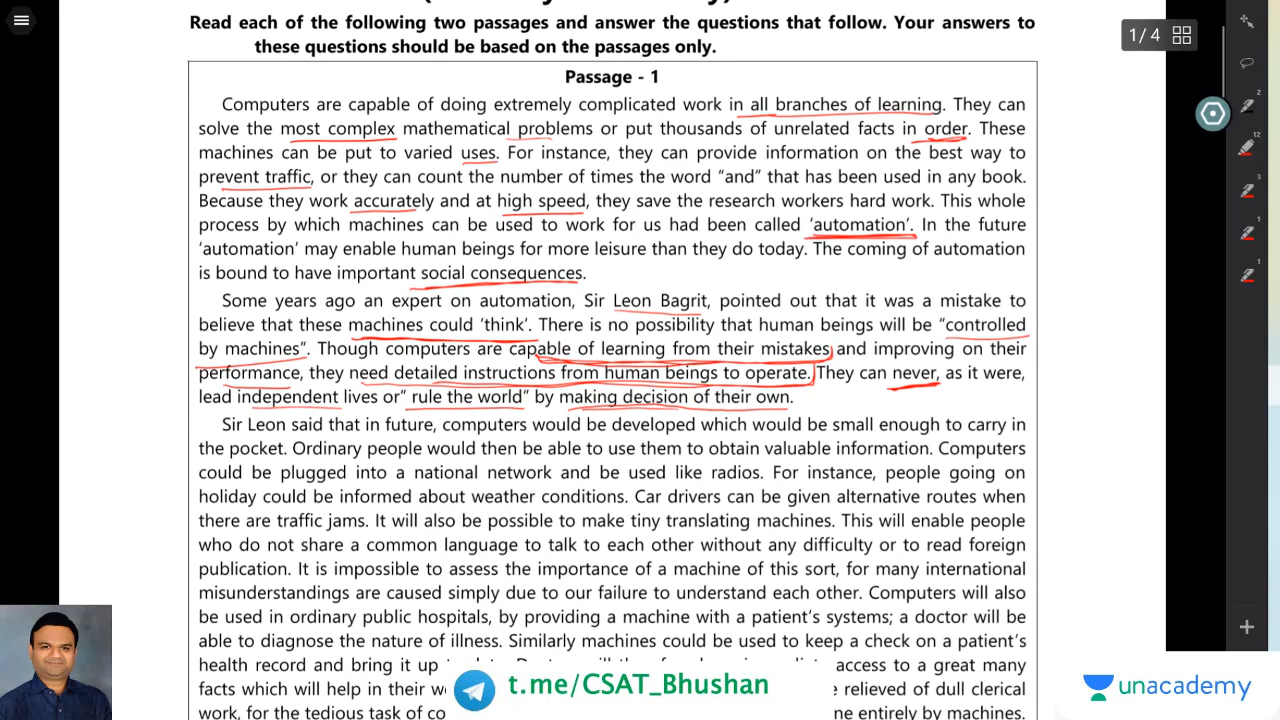 Read each of the following two passages and answer the questions that follow. Your answers to
these questions should be based on the passages only.
1 / 4
Passage - 1
Computers are capable of doing extremely complicated work in all branches of learning. They can
solve the most complex mathematical problems or put thousands of unrelated facts in order. These
machines can be put to varied uses. For instance, they can provide information on the best way to
prevent traffic, or they can count the number of times the word “and” that has been used in any book.
Because they work accurately and at high speed, they save the research workers hard work. This whole
process by which machines can be used to work for us had been called ‘automation’. In the future
‘automation’ may enable human beings for more leisure than they do today. The coming of automation
is bound to have important social consequences.
Some years ago an expert on automation, Sir Leon Bagrit, pointed out that it was a mistake to
believe that these machines could ‘think’. There is no possibility that human beings will be “controlled
by machines”. Though computers are capable of learning from their mistakes and improving on their
performance, they need detailed instructions from human beings to operate. They can never, as it were,
lead independent lives or“ rule the world” by making decision of their own.
Sir Leon said that in future, computers would be developed which would be small enough to carry in
the pocket. Ordinary people would then be able to use them to obtain valuable information. Computers
could be plugged into a national network and be used like radios. For instance, people going on
holiday could be informed about weather conditions. Car drivers can be given alternative routes when
there are traffic jams. It will also be possible to make tiny translating machines. This will enable people
who do not share a common language to talk to each other without any difficulty or to read foreign
publication. It is impossible to assess the importance of a machine of this sort, for many international
misunderstandings are caused simply due to our failure to understand each other. Computers will also
be used in ordinary public hospitals, by providing a machine with a patient’s systems; a doctor will be
able to diagnose the nature of illness. Similarly machines could be used to keep a check on a patient’s
health record and bring it up access to a great many
facts which will help in their relieved of dull clerical
work, for the tedious task of co ne entirely by machines.
t.me/CSAT_Bhushan
unacademy
2
12
3
1
1
1